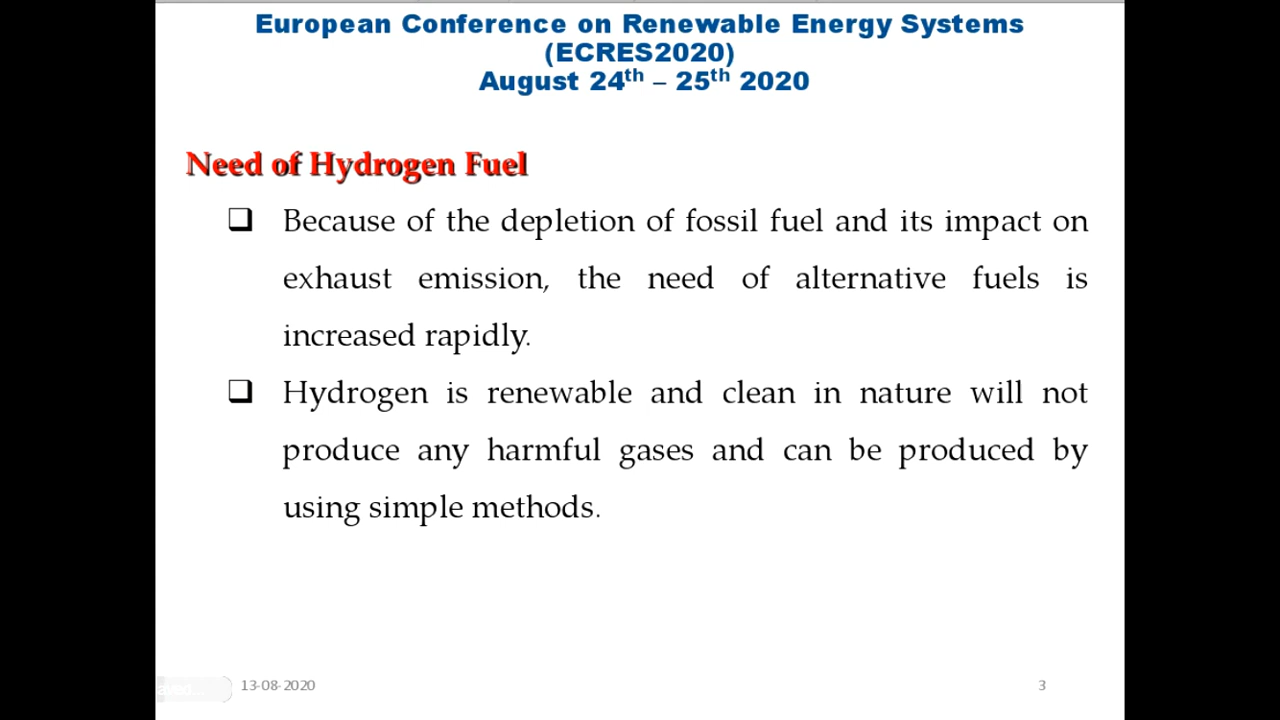 European Conference on Renewable Energy Systems
(ECRES2020)
August 24th – 25th 2020
Need of Hydrogen Fuel
❑ Because of the depletion of fossil fuel and its impact on
exhaust emission, the need of alternative fuels is
increased rapidly.
❑ Hydrogen is renewable and clean in nature will not
produce any harmful gases and can be produced by
using simple methods.
13-08-2020
3